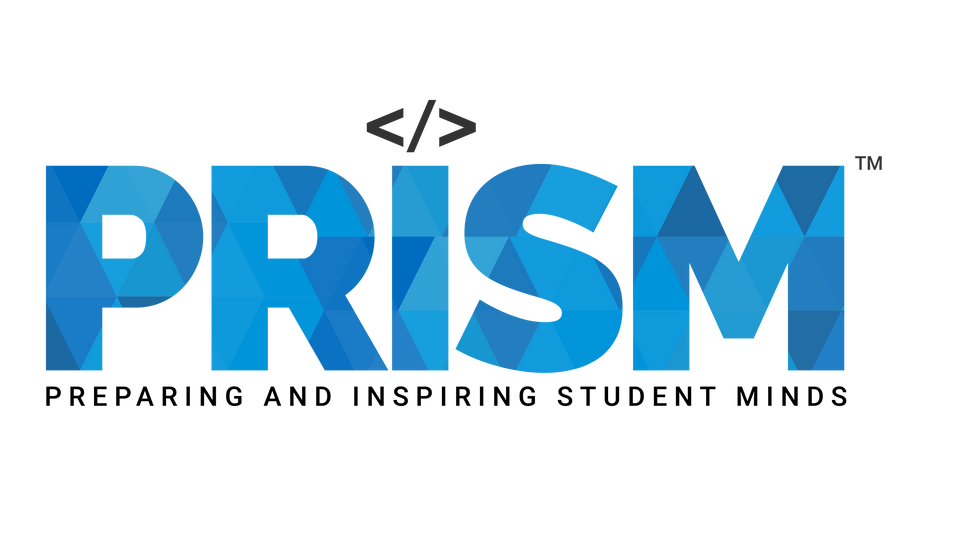 </>
PRISM™
PREPARING AND INSPIRING STUDENT MINDS